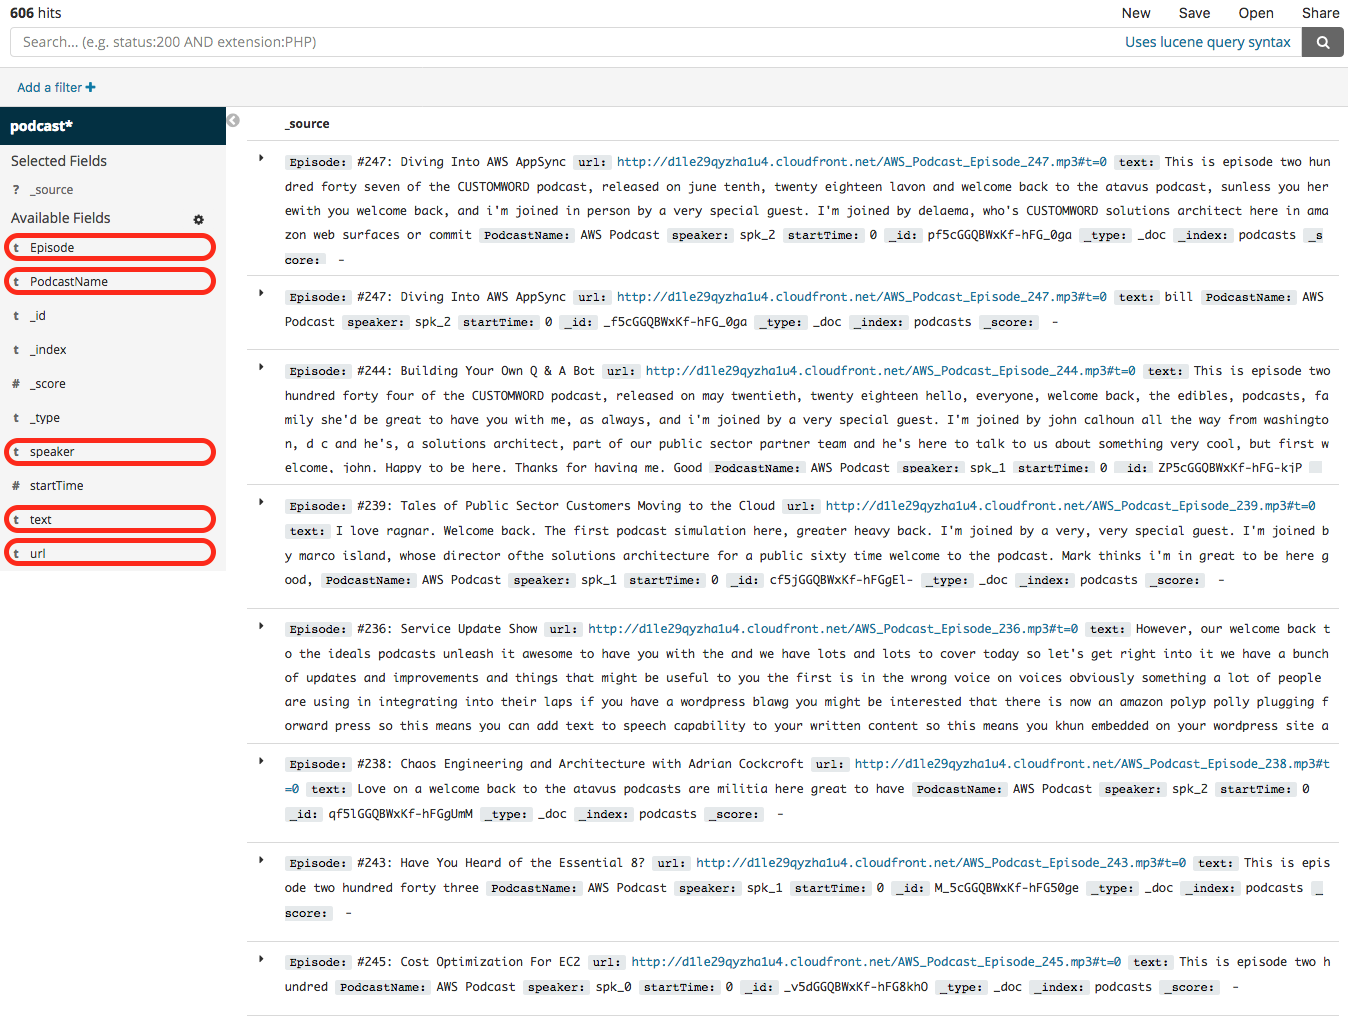 606 hits
New Save Open Share
Search... (e.g. status:200 AND extension:PHP)
Uses lucene query syntax
Add a filter +
podcast*
Selected Fields
? _source
Available Fields
t Episode
t PodcastName
t _id
t _index
# _score
t _type
t speaker
# startTime
t text
t url
_source
Episode: #247: Diving Into AWS AppSync url: http://d1le29qyzha1u4.cloudfront.net/AWS_Podcast_Episode_247.mp3#t=0 text: This is episode two hun
dred forty seven of the CUSTOMWORD podcast, released on june tenth, twenty eighteen lavon and welcome back to the atavus podcast, sunless you her
ewith you welcome back, and i'm joined in person by a very special guest. I'm joined by delaema, who's CUSTOMWORD solutions architect here in ama
zon web surfaces or commit PodcastName: AWS Podcast speaker: spk_2 startTime: 0 _id: pf5cGGQBWxKf-hFG_0ga _type: _doc _index: podcasts _s
core: -
Episode: #247: Diving Into AWS AppSync url: http://d1le29qyzha1u4.cloudfront.net/AWS_Podcast_Episode_247.mp3#t=0 text: bill PodcastName: AWS
Podcast speaker: spk_2 startTime: 0 _id: _f5cGGQBWxKf-hFG_0ga _type: _doc _index: podcasts _score: -
Episode: #244: Building Your Own Q & A Bot url: http://d1le29qyzha1u4.cloudfront.net/AWS_Podcast_Episode_244.mp3#t=0 text: This is episode two
hundred forty four of the CUSTOMWORD podcast, released on may twentieth, twenty eighteen hello, everyone, welcome back, the edibles, podcasts, fa
mily she'd be great to have you with me, as always, and i'm joined by a very special guest. I'm joined by john calhoun all the way from washingto
n, d c and he's, a solutions architect, part of our public sector partner team and he's here to talk to us about something very cool, but first w
elcome, john. Happy to be here. Thanks for having me. Good PodcastName: AWS Podcast speaker: spk_1 startTime: 0 _id: ZP5cGGQBWxKf-hFG-kjP
Episode: #239: Tales of Public Sector Customers Moving to the Cloud url: http://d1le29qyzha1u4.cloudfront.net/AWS_Podcast_Episode_239.mp3#t=0
text: I love ragnar. Welcome back. The first podcast simulation here, greater heavy back. I'm joined by a very, very special guest. I'm joined b
y marco island, whose director ofthe solutions architecture for a public sixty time welcome to the podcast. Mark thinks i'm in great to be here g
ood, PodcastName: AWS Podcast speaker: spk_1 startTime: 0 _id: cf5jGGQBWxKf-hFGgEl- _type: _doc _index: podcasts _score: -
Episode: #236: Service Update Show url: http://d1le29qyzha1u4.cloudfront.net/AWS_Podcast_Episode_236.mp3#t=0 text: However, our welcome back t
o the ideals podcasts unleash it awesome to have you with the and we have lots and lots to cover today so let's get right into it we have a bunch
of updates and improvements and things that might be useful to you the first is in the wrong voice on voices obviously something a lot of people
are using in integrating into their laps if you have a wordpress blawg you might be interested that there is now an amazon polyp polly plugging f
orward press so this means you can add text to speech capability to your written content so this means you khun embedded on your wordpress site a
Episode: #238: Chaos Engineering and Architecture with Adrian Cockcroft url: http://d1le29qyzha1u4.cloudfront.net/AWS_Podcast_Episode_238.mp3#t
=0 text: Love on a welcome back to the atavus podcasts are militia here great to have PodcastName: AWS Podcast speaker: spk_2 startTime: 0
_id: qf5lGGQBWxKf-hFGgUmM _type: _doc _index: podcasts _score: -
Episode: #243: Have You Heard of the Essential 8? url: http://d1le29qyzha1u4.cloudfront.net/AWS_Podcast_Episode_243.mp3#t=0 text: This is epis
ode two hundred forty three PodcastName: AWS Podcast speaker: spk_1 startTime: 0 _id: M_5cGGQBWxKf-hFG50ge _type: _doc _index: podcasts _
score: -
Episode: #245: Cost Optimization For EC2 url: http://d1le29qyzha1u4.cloudfront.net/AWS_Podcast_Episode_245.mp3#t=0 text: This is episode two h
undred PodcastName: AWS Podcast speaker: spk_0 startTime: 0 _id: _v5dGGQBWxKf-hFG8khO _type: _doc _index: podcasts _score: -